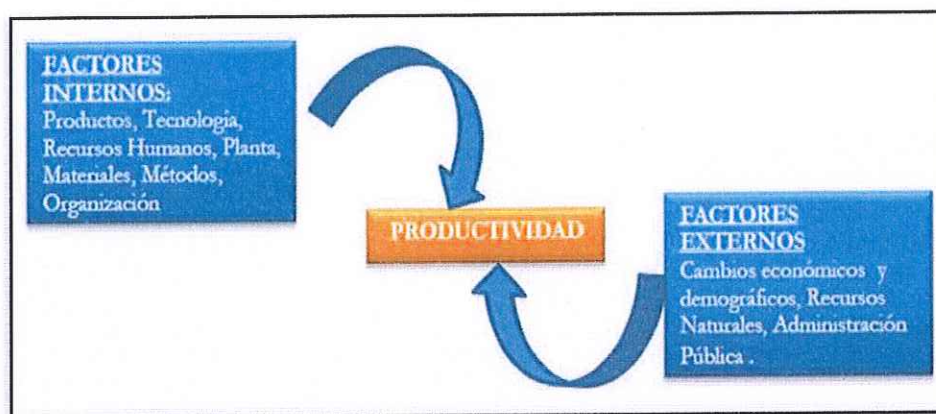 FACTORES
INTERNOS:
Productos, Tecnología,
Recursos Humanos, Planta,
Materiales, Métodos,
Organización
PRODUCTIVIDAD
FACTORES
EXTERNOS
Cambios económicos y
demográficos, Recursos
Naturales, Administración
Pública .